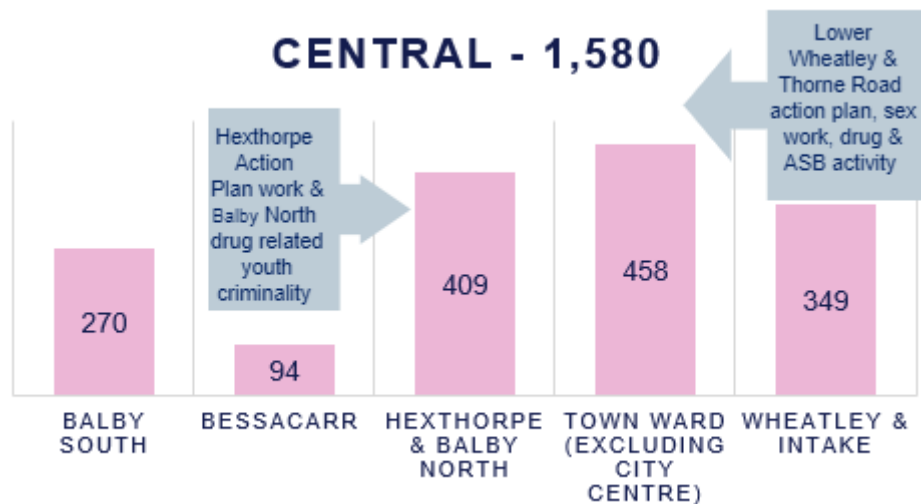 CENTRAL - 1,580
Hexthorpe
Action
Plan work &
Balby North
drug related
youth
criminality
Lower
Wheatley &
Thorne Road
action plan, sex
work, drug &
ASB activity
270
94
409
458
349
BALBY
SOUTH
BESSACARR
HEXTHORPE
& BALBY
NORTH
TOWN WARD
(EXCLUDING
CITY
CENTRE)
WHEATLEY &
INTAKE